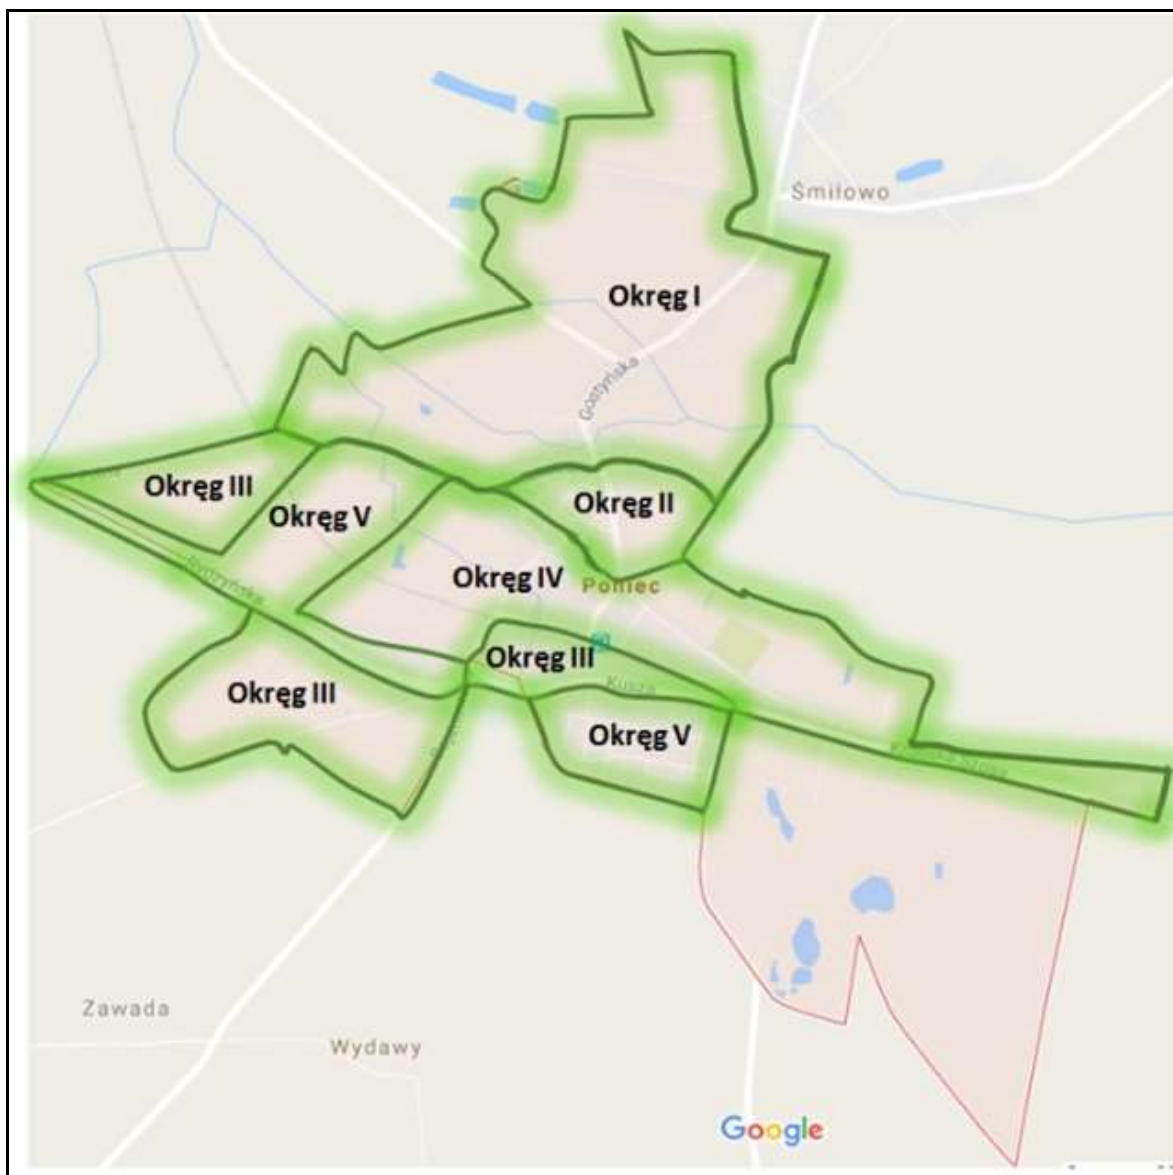 Śmiłowo
Okręg I
Gostyńska
Okręg III
Okręg V
Okręg II
Okręg IV
Poniec
Rydzyńska
Okręg III
Kusza
Okręg III
Okręg V
Zawada
Wydawy
Google